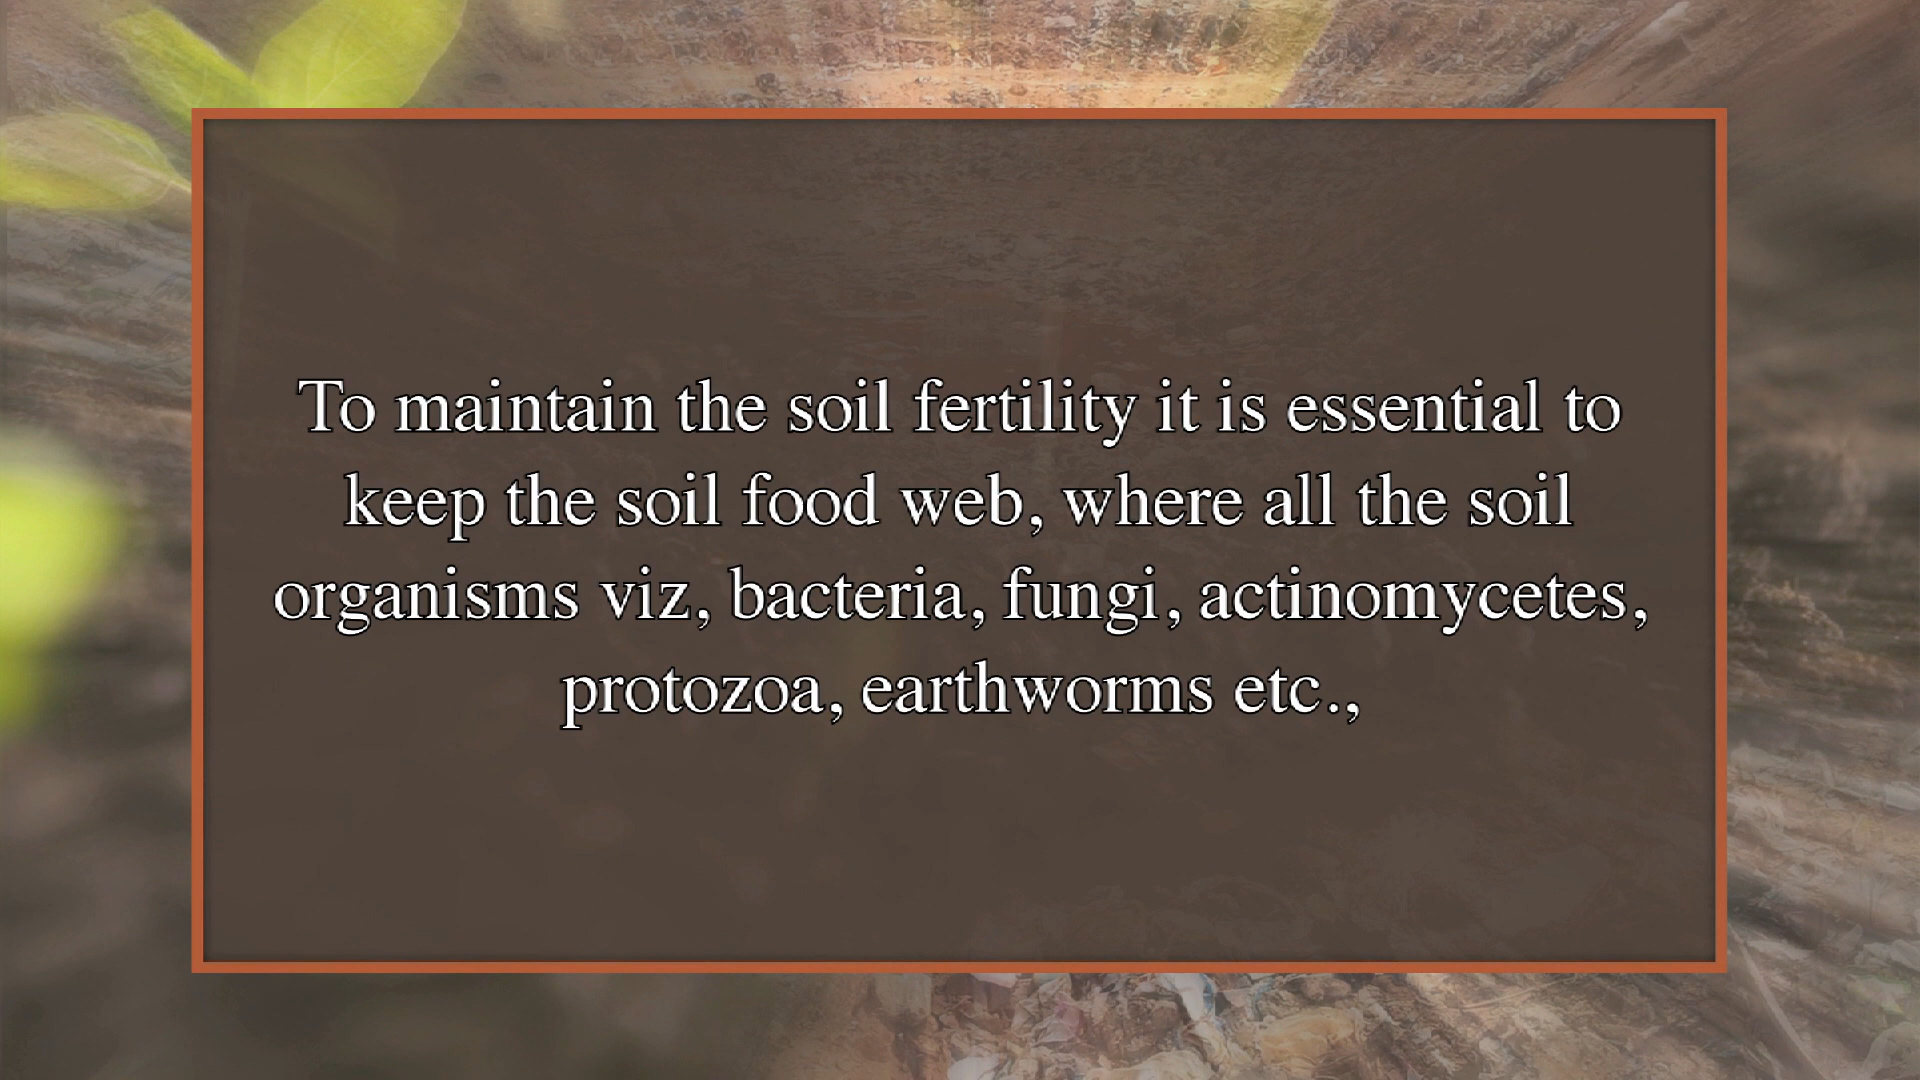 To maintain the soil fertility it is essential to
keep the soil food web, where all the soil
organisms viz, bacteria, fungi, actinomycetes,
protozoa, earthworms etc.,